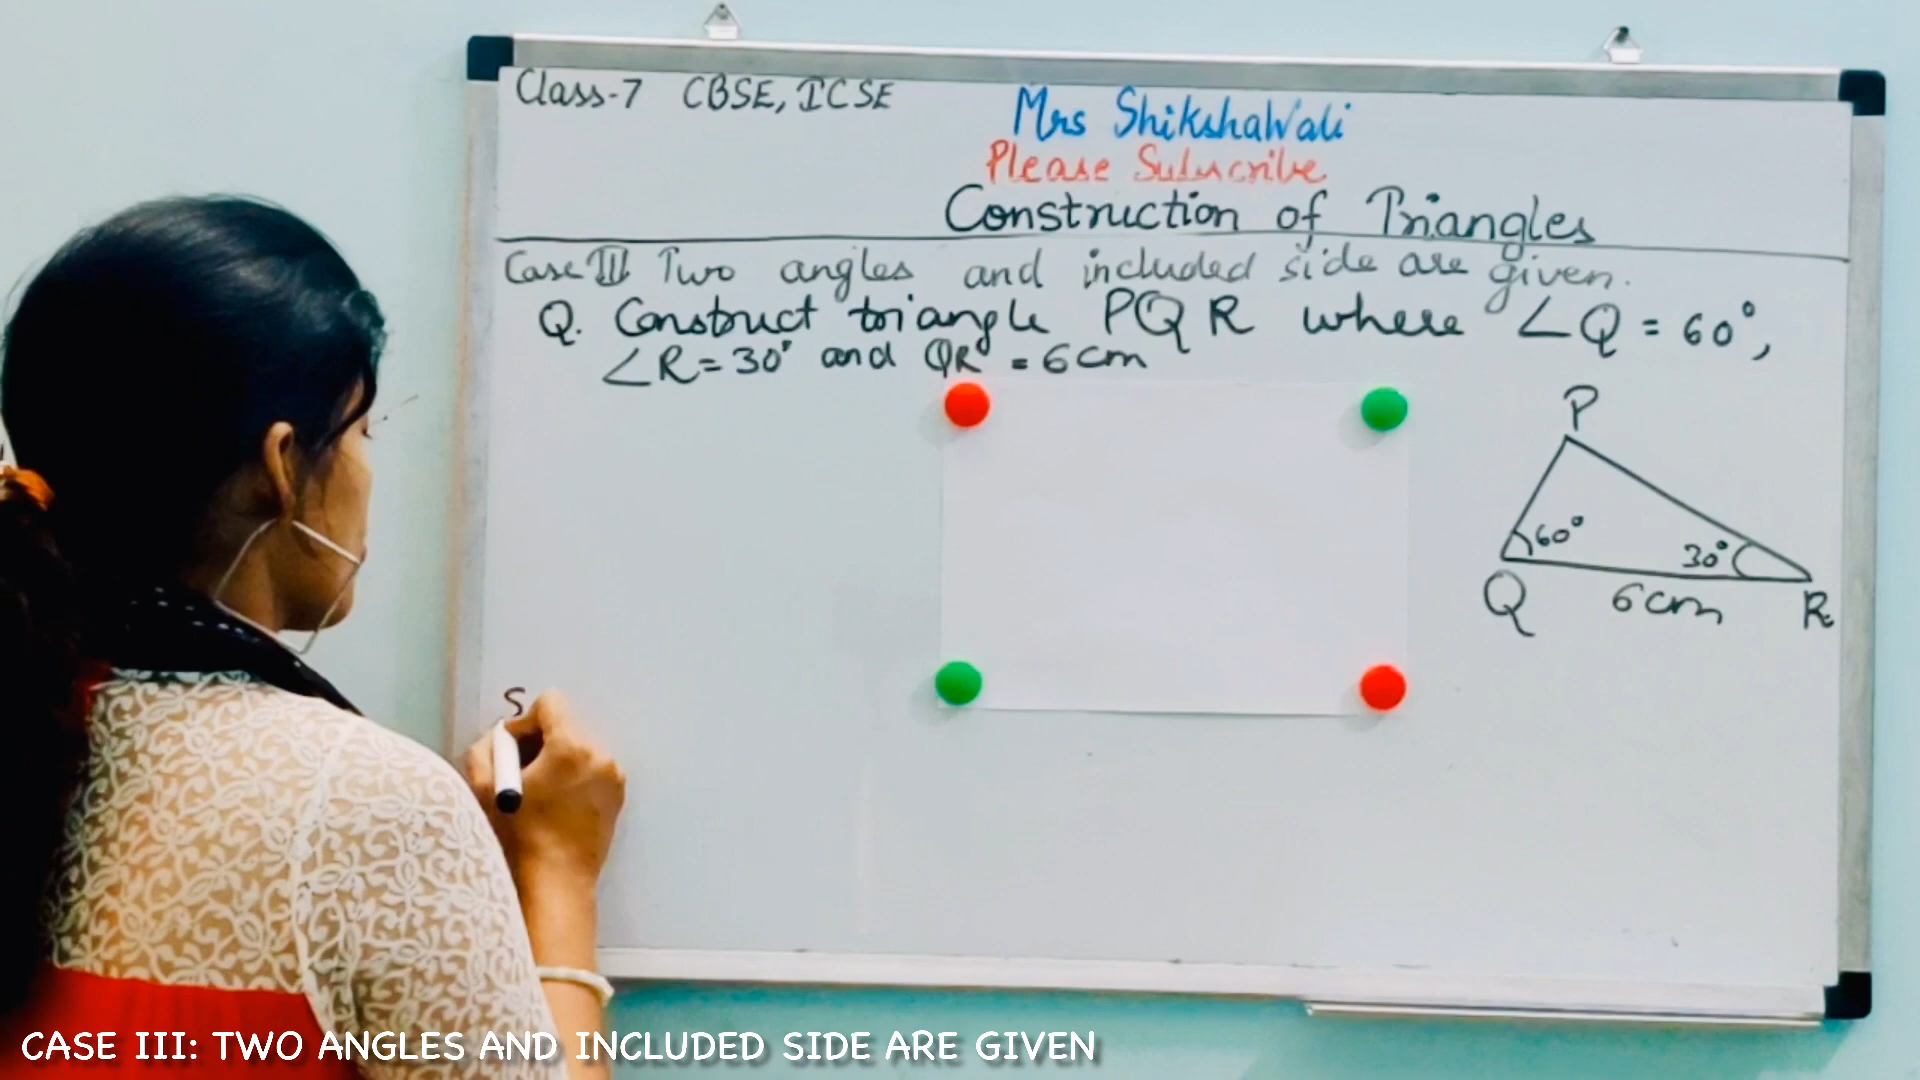 Class-7 CBSE, ICSE
Mrs ShikshaWali
Please Subscribe
Construction of Triangles
Case III Two angles and included side are given.
Q. Construct triangle PQR where ∠Q = 60°,
∠R = 30° and QR = 6cm
P
60°
30°
Q
6cm
R
S
CASE III: TWO ANGLES AND INCLUDED SIDE ARE GIVEN